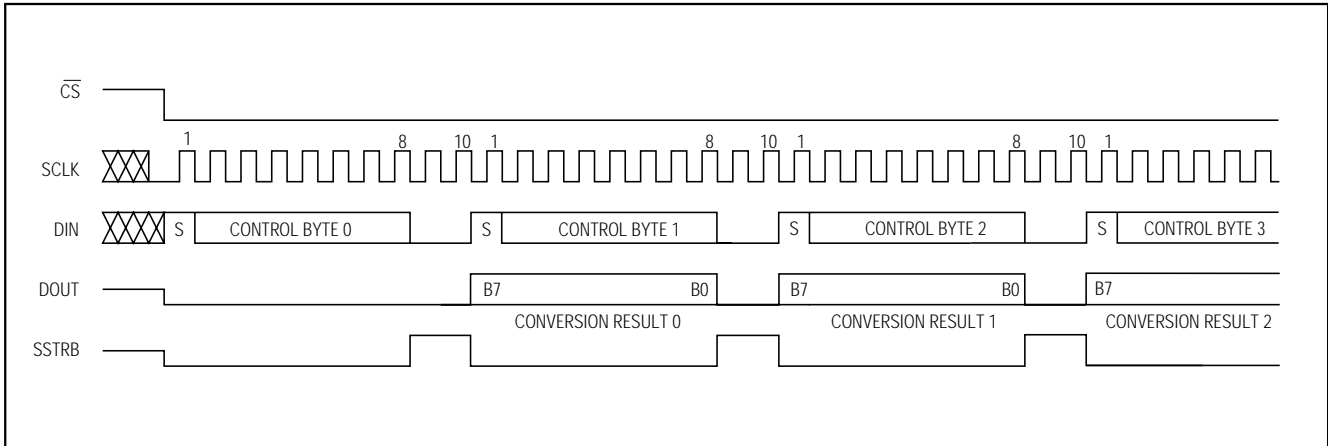 CS
1 8 10 1 8 10 1 8 10 1
SCLK
DIN S CONTROL BYTE 0 S CONTROL BYTE 1 S CONTROL BYTE 2 S CONTROL BYTE 3
DOUT B7 B0 B7 B0 B7
CONVERSION RESULT 0 CONVERSION RESULT 1 CONVERSION RESULT 2
SSTRB